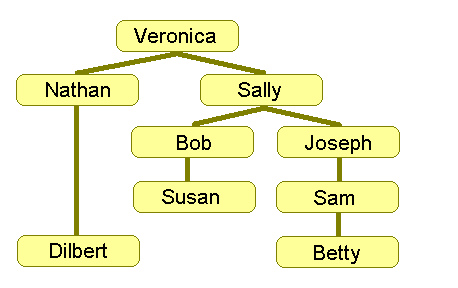 Veronica
Nathan
Sally
Bob
Joseph
Susan
Sam
Dilbert
Betty